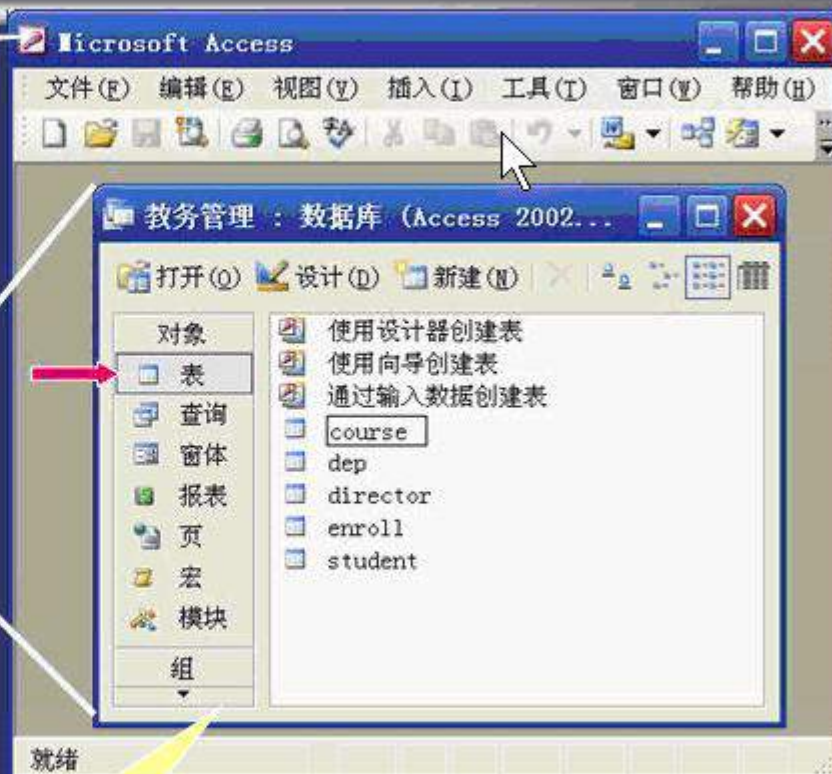 Microsoft Access
文件(F) 编辑(E) 视图(V) 插入(I) 工具(T) 窗口(W) 帮助(H)
教务管理 : 数据库 (Access 2002...
打开(O) 设计(D) 新建(N)
对象
表
查询
窗体
报表
页
宏
模块
组
使用设计器创建表
使用向导创建表
通过输入数据创建表
course
dep
director
enroll
student
就绪